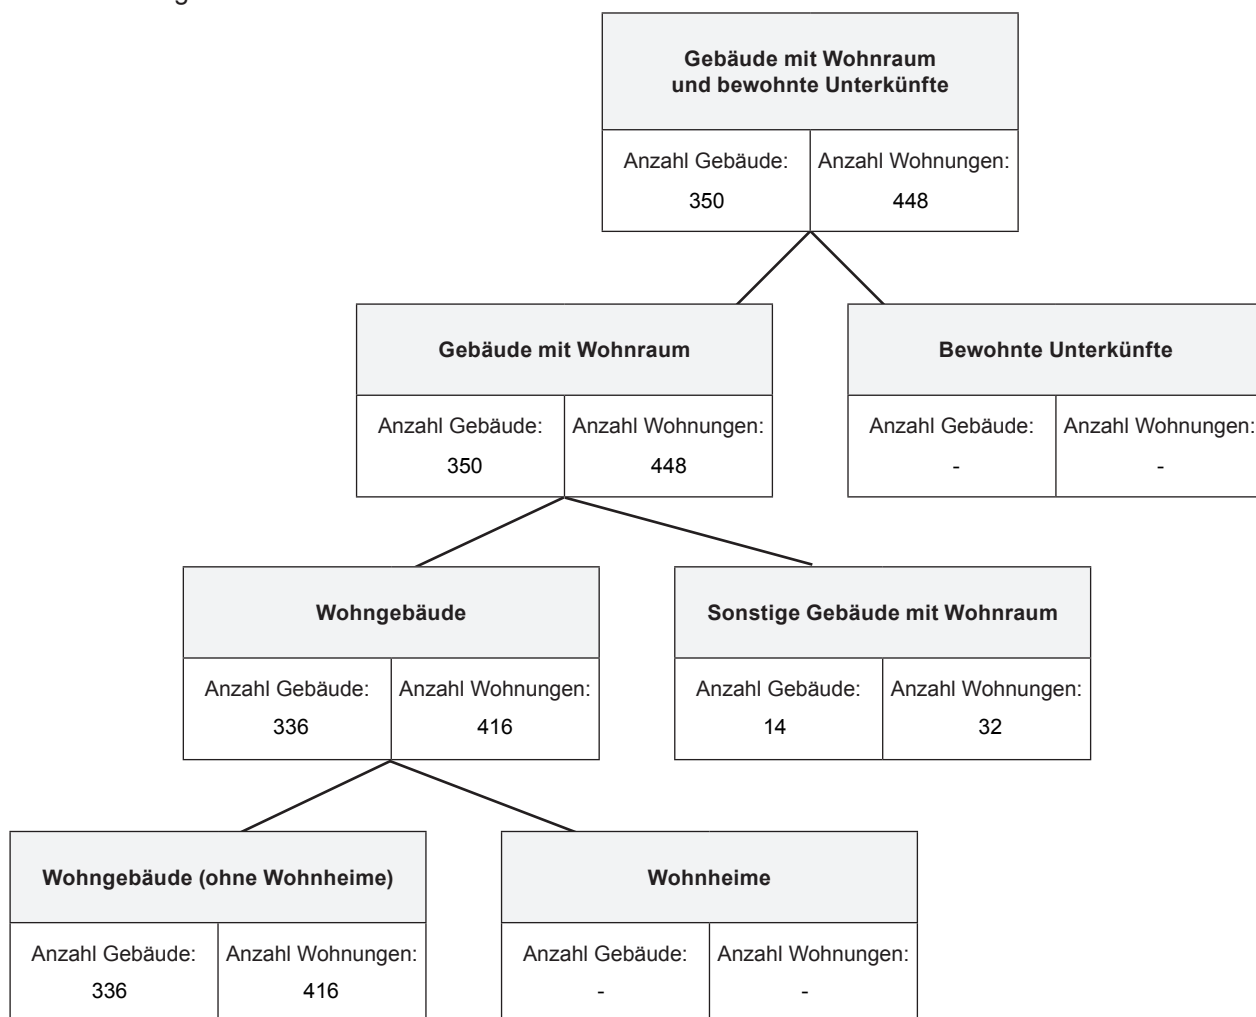 Gebäude mit Wohnraum
und bewohnte Unterkünfte
Anzahl Gebäude: Anzahl Wohnungen:
350 448
Gebäude mit Wohnraum
Anzahl Gebäude: Anzahl Wohnungen:
350 448
Bewohnte Unterkünfte
Anzahl Gebäude: Anzahl Wohnungen:
- -
Wohngebäude
Anzahl Gebäude: Anzahl Wohnungen:
336 416
Sonstige Gebäude mit Wohnraum
Anzahl Gebäude: Anzahl Wohnungen:
14 32
Wohngebäude (ohne Wohnheime)
Anzahl Gebäude: Anzahl Wohnungen:
336 416
Wohnheime
Anzahl Gebäude: Anzahl Wohnungen:
- -